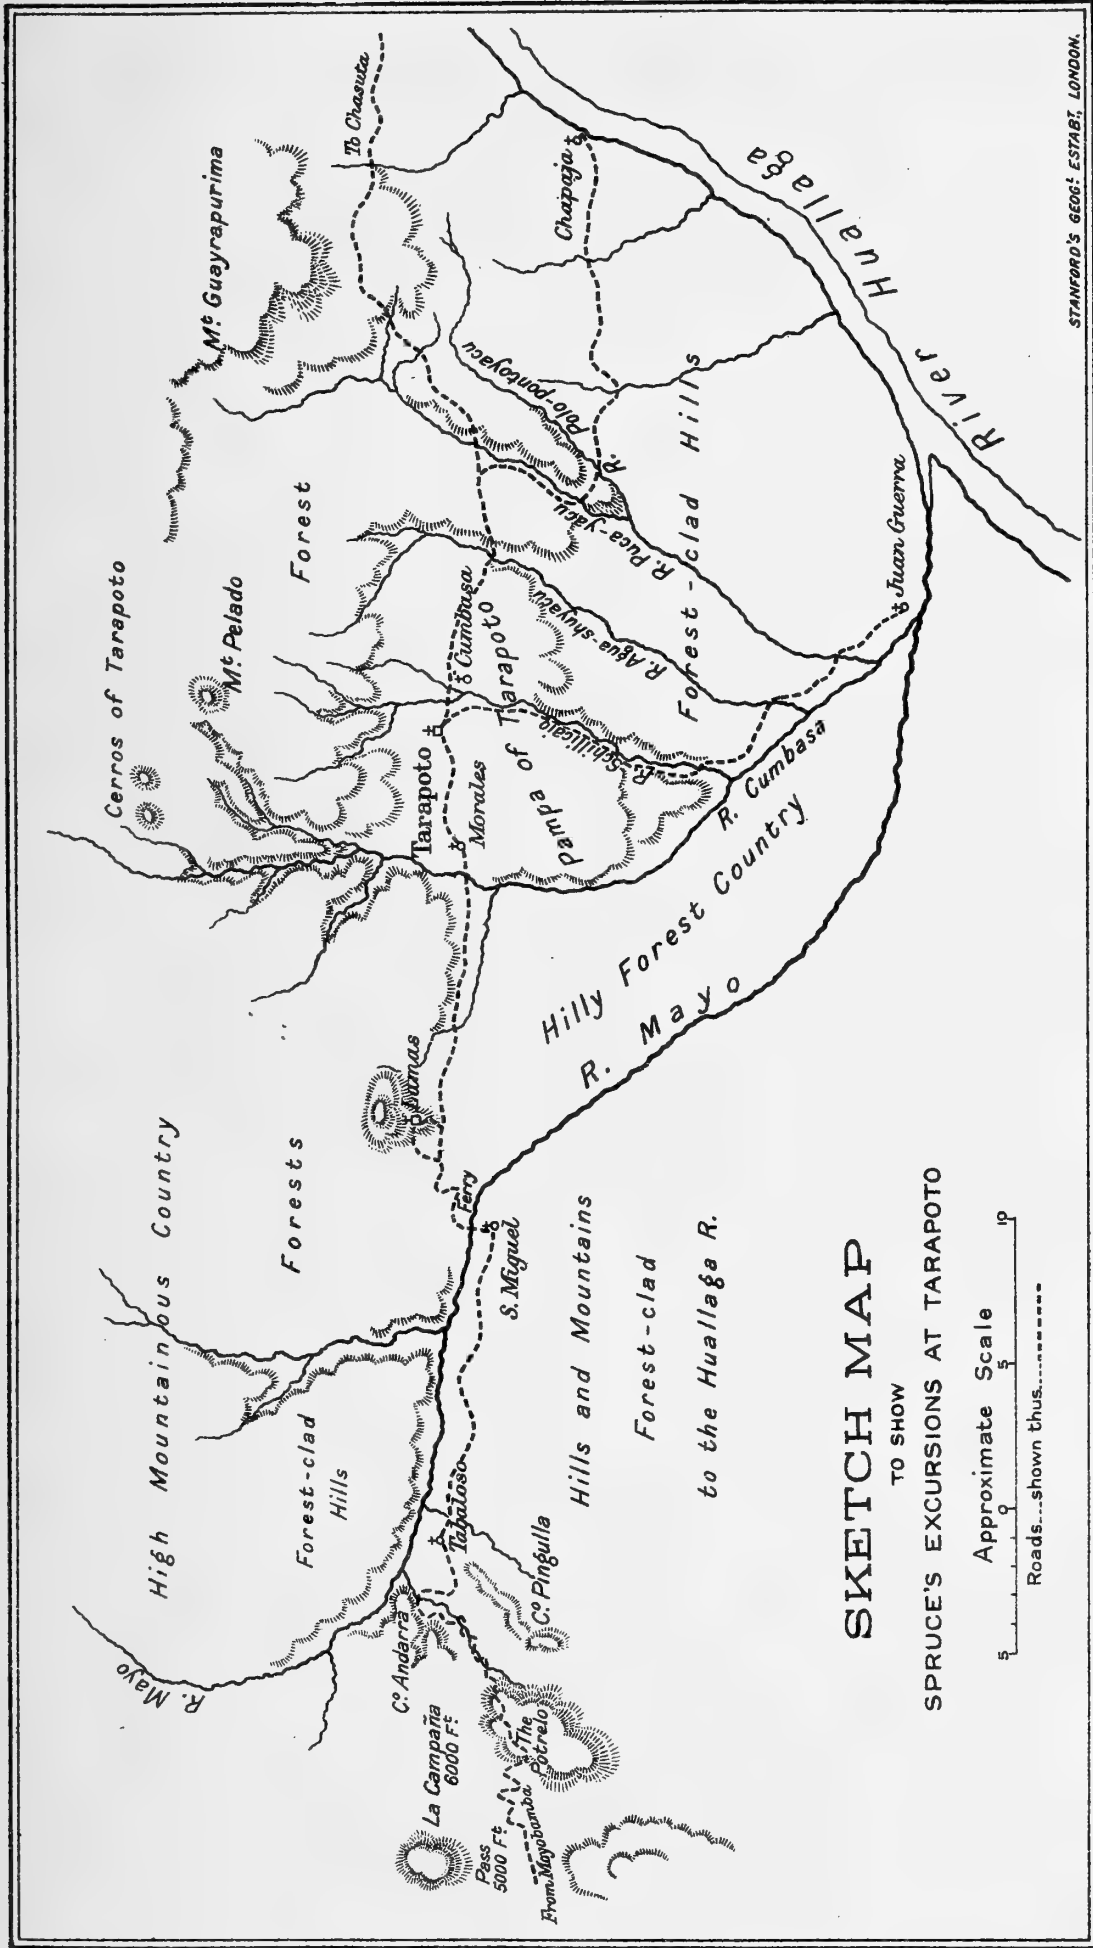 SKETCH MAP
TO SHOW
SPRUCE'S EXCURSIONS AT TARAPOTO
Approximate Scale
5 0 5 10
Roads...shown thus
High Mountainous Country
R. Mayo
Forest-clad
Hills
Forests
Cº. Andarra
La Campaña
6000 Fᵗ.
Pass
5000 Fᵗ.
From Moyobamba
The
Potrelo
Cº. Pingulla
Tabaloso
S. Miguel
Ferry
Lamas
Hills and Mountains
Forest-clad
to the Huallaga R.
R. Mayo
Hilly Forest Country
Cerros of Tarapoto
Mᵗ. Pelado
Forest
Mᵗ. Guayrapurima
To Chasuta
Tarapoto
Morales
Cumbasa
Pampa of Tarapoto
R. Schillicaio
R. Cumbasa
R. Agua-shuyacu
R. Puca-yacu
R. Polo-pontoyacu
Forest-clad Hills
Chapaja
Juan Guerra
River Huallaga
STANFORD'S GEOGᴸ. ESTABᵀ., LONDON.